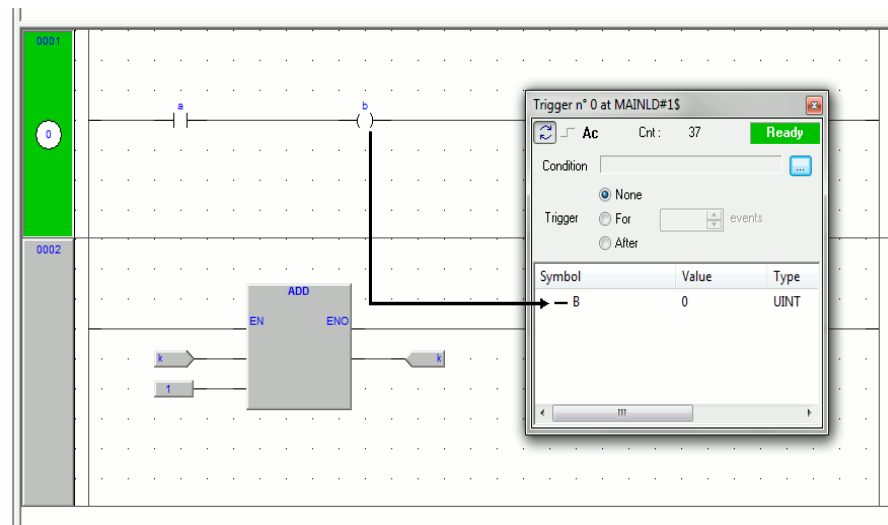 0001
a
b
0
0002
ADD
EN ENO
k k
1
Trigger n° 0 at MAINLD#1$
Ac Cnt: 37 Ready
Condition ...
None
Trigger For events
After
Symbol Value Type
B 0 UINT